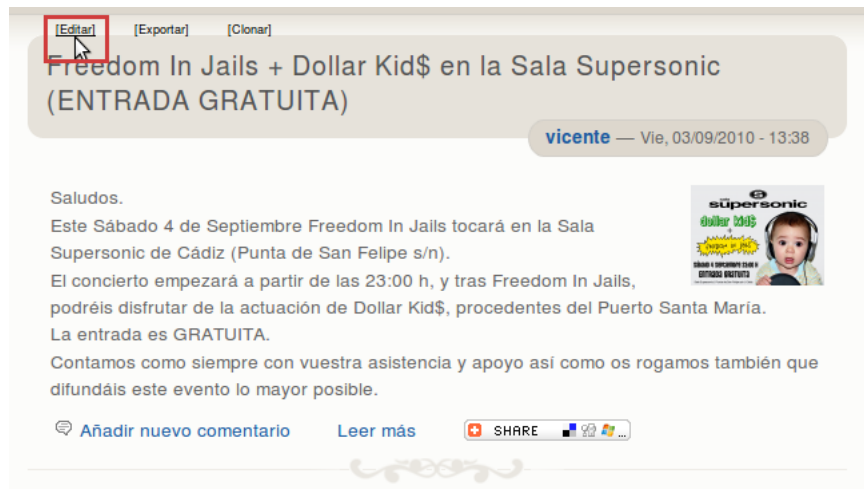 [Editar] [Exportar] [Clonar]
Freedom In Jails + Dollar Kid$ en la Sala Supersonic
(ENTRADA GRATUITA)
vicente — Vie, 03/09/2010 - 13:38
Saludos.
Este Sábado 4 de Septiembre Freedom In Jails tocará en la Sala
Supersonic de Cádiz (Punta de San Felipe s/n).
El concierto empezará a partir de las 23:00 h, y tras Freedom In Jails,
podréis disfrutar de la actuación de Dollar Kid$, procedentes del Puerto Santa María.
La entrada es GRATUITA.
Contamos como siempre con vuestra asistencia y apoyo así como os rogamos también que
difundáis este evento lo mayor posible.
supersonic
dollar kid$
+
ENTRADA GRATUITA
Añadir nuevo comentario Leer más SHARE ...